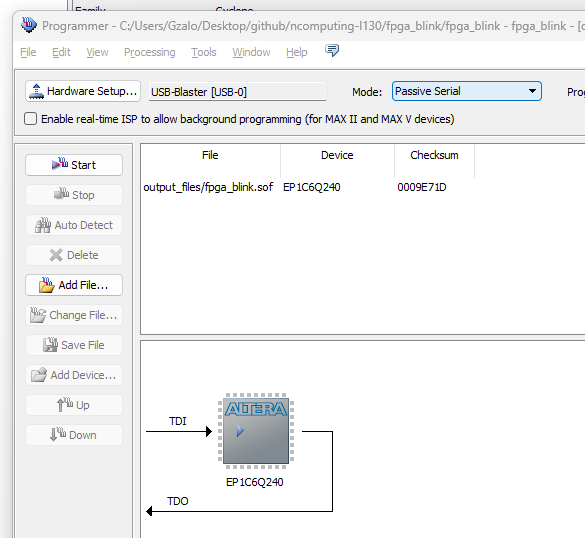 Family Cyclone
Programmer - C:/Users/Gzalo/Desktop/github/ncomputing-l130/fpga_blink/fpga_blink - fpga_blink - [c
File Edit View Processing Tools Window Help
Hardware Setup... USB-Blaster [USB-0] Mode: Passive Serial Prog
Enable real-time ISP to allow background programming (for MAX II and MAX V devices)
File Device Checksum
Start
output_files/fpga_blink.sof EP1C6Q240 0009E71D
Stop
Auto Detect
Delete
Add File...
Change File...
Save File
Add Device...
Up
Down
ALTERA
TDI
EP1C6Q240
TDO